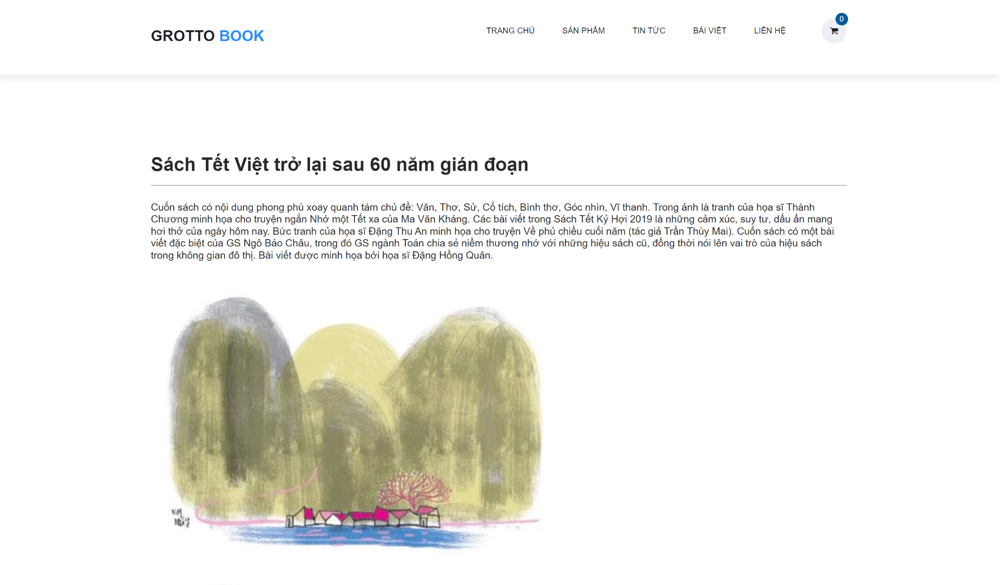 GROTTO BOOK
TRANG CHỦ
SẢN PHẨM
TIN TỨC
BÀI VIẾT
LIÊN HỆ
0
Sách Tết Việt trở lại sau 60 năm gián đoạn
Cuốn sách có nội dung phong phú xoay quanh tám chủ đề: Văn, Thơ, Sử, Cổ tích, Bình thơ, Góc nhìn, Vĩ thanh. Trong ảnh là tranh của họa sĩ Thành
Chương minh họa cho truyện ngắn Nhớ một Tết xa của Ma Văn Kháng. Các bài viết trong Sách Tết Kỷ Hợi 2019 là những cảm xúc, suy tư, dấu ấn mang
hơi thở của ngày hôm nay. Bức tranh của họa sĩ Đặng Thu An minh họa cho truyện Về phủ chiều cuối năm (tác giả Trần Thùy Mai). Cuốn sách có một bài
viết đặc biệt của GS Ngô Bảo Châu, trong đó GS ngành Toán chia sẻ niềm thương nhớ với những hiệu sách cũ, đồng thời nói lên vai trò của hiệu sách
trong không gian đô thị. Bài viết được minh họa bởi họa sĩ Đặng Hồng Quân.